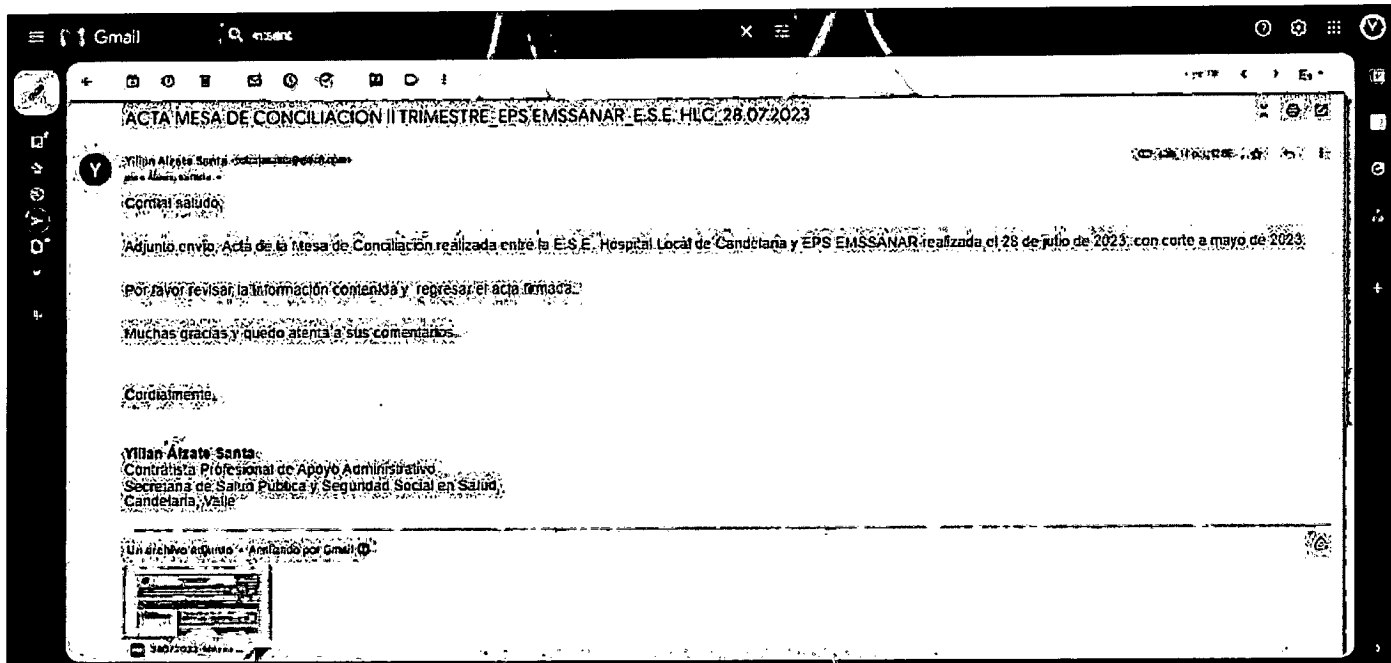 Gmail
ACTA MESA DE CONCILIACION II TRIMESTRE_EPS EMSSANAR_E.S.E. HLC_28.07.2023
Y
Yilian Alzate Santa
Cordial saludo,
Adjunto envío, Acta de la Mesa de Conciliación realizada entre la E.S.E. Hospital Local de Candelaria y EPS EMSSANAR realizada el 28 de julio de 2023, con corte a mayo de 2023.
Por favor revisar la información contenida y regresar el acta firmada.
Muchas gracias y quedo atenta a sus comentarios.
Cordialmente,
Yilian Alzate Santa
Contratista Profesional de Apoyo Administrativo
Secretaria de Salud Pública y Seguridad Social en Salud
Candelaria, Valle
Un archivo adjunto • Analizado por Gmail